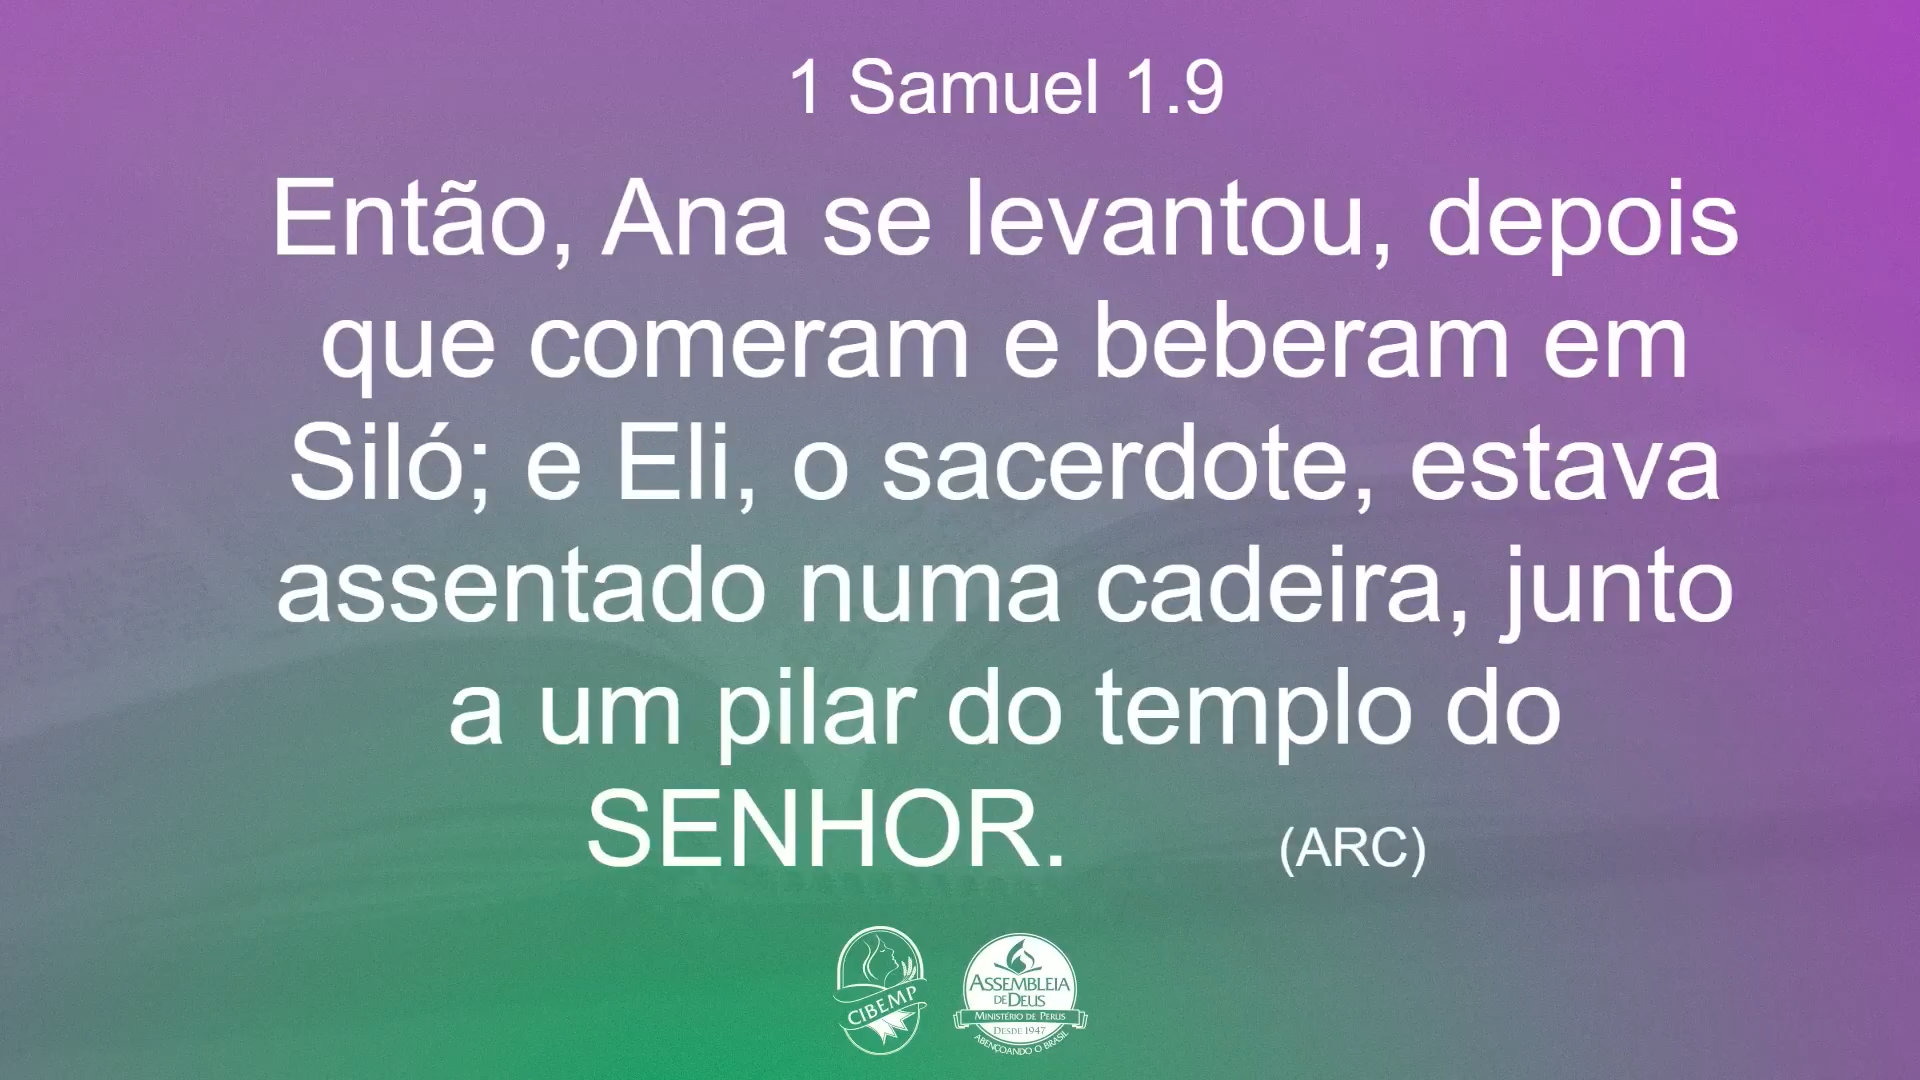 1 Samuel 1.9
Então, Ana se levantou, depois
que comeram e beberam em
Siló; e Eli, o sacerdote, estava
assentado numa cadeira, junto
a um pilar do templo do
SENHOR. (ARC)
CIBEMP
ASSEMBLEIA
DE DEUS
MINISTÉRIO DE PERUS
DESDE 1947
ABENÇOANDO O BRASIL